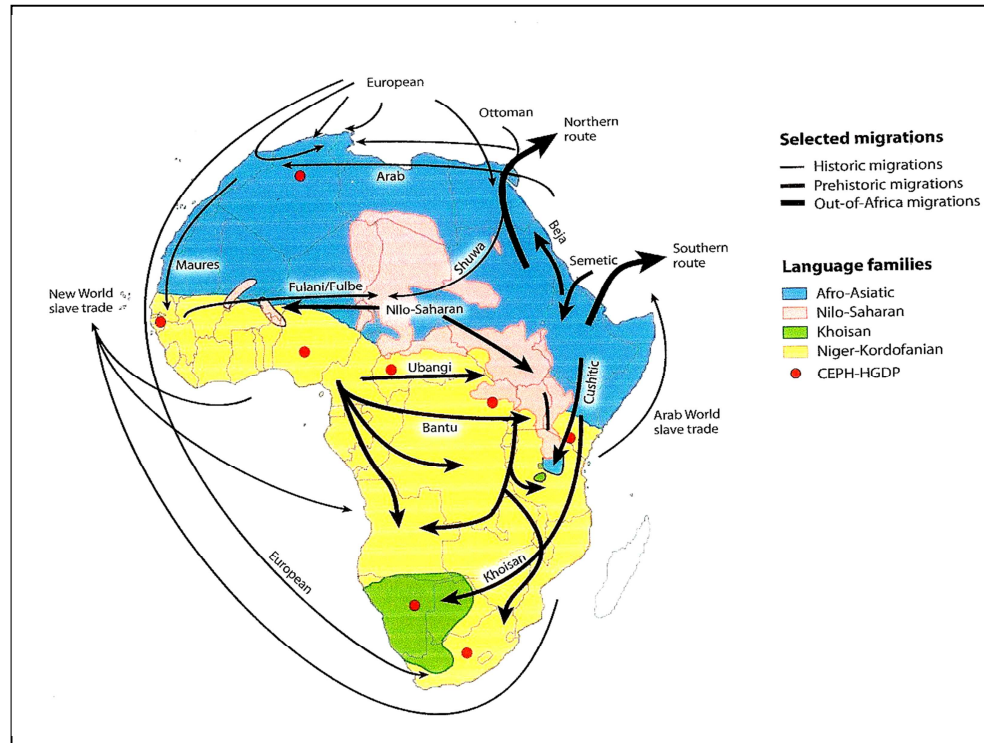 European
Ottoman
Northern
route
Arab
Beja
Shuwa
Semetic
Southern
route
Maures
Fulani/Fulbe
New World
slave trade
NIlo-Saharan
Ubangi
Cushitic
Bantu
Arab World
slave trade
European
Khoisan
Selected migrations
Historic migrations
Prehistoric migrations
Out-of-Africa migrations
Language families
Afro-Asiatic
Nilo-Saharan
Khoisan
Niger-Kordofanian
CEPH-HGDP